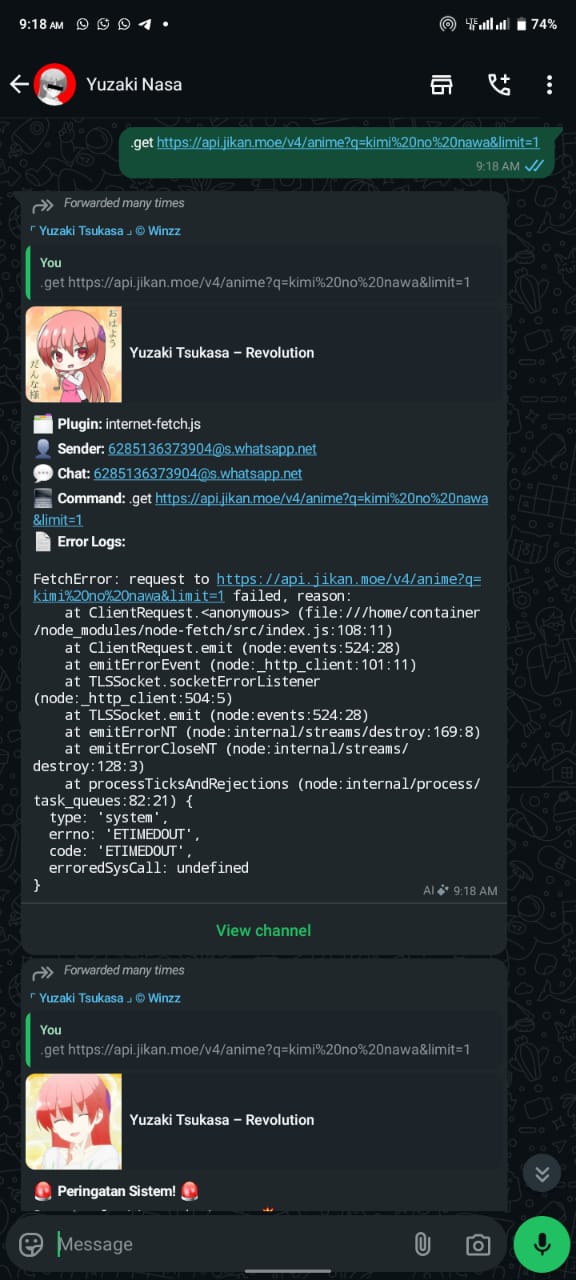 9:18 AM
LTE 74%
Yuzaki Nasa
.get https://api.jikan.moe/v4/anime?q=kimi%20no%20nawa&limit=1
9:18 AM
Forwarded many times
「 Yuzaki Tsukasa 」 © Winzz
You
.get https://api.jikan.moe/v4/anime?q=kimi%20no%20nawa&limit=1
おはよう
だんな様
Yuzaki Tsukasa – Revolution
Plugin: internet-fetch.js
Sender: 6285136373904@s.whatsapp.net
Chat: 6285136373904@s.whatsapp.net
Command: .get https://api.jikan.moe/v4/anime?q=kimi%20no%20nawa
&limit=1
Error Logs:
FetchError: request to https://api.jikan.moe/v4/anime?q=
kimi%20no%20nawa&limit=1 failed, reason:
at ClientRequest.<anonymous> (file:///home/container
/node_modules/node-fetch/src/index.js:108:11)
at ClientRequest.emit (node:events:524:28)
at emitErrorEvent (node:_http_client:101:11)
at TLSSocket.socketErrorListener
(node:_http_client:504:5)
at TLSSocket.emit (node:events:524:28)
at emitErrorNT (node:internal/streams/destroy:169:8)
at emitErrorCloseNT (node:internal/streams/
destroy:128:3)
at processTicksAndRejections (node:internal/process/
task_queues:82:21) {
type: 'system',
errno: 'ETIMEDOUT',
code: 'ETIMEDOUT',
erroredSysCall: undefined
}
AI 9:18 AM
View channel
Forwarded many times
「 Yuzaki Tsukasa 」 © Winzz
You
.get https://api.jikan.moe/v4/anime?q=kimi%20no%20nawa&limit=1
Yuzaki Tsukasa – Revolution
Peringatan Sistem!
Message